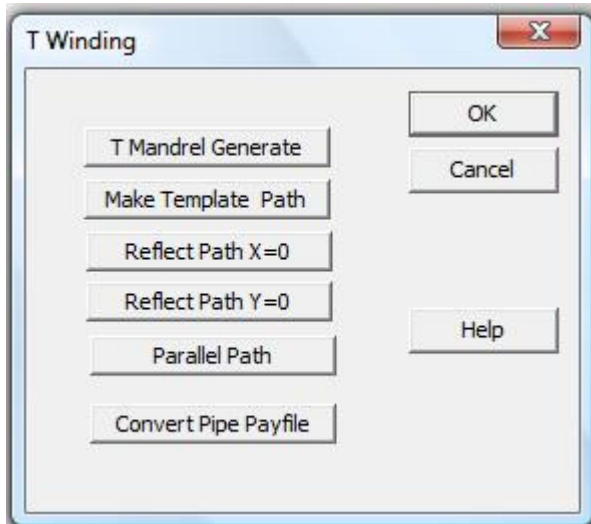 T Winding
OK
T Mandrel Generate
Cancel
Make Template Path
Reflect Path X=0
Reflect Path Y=0
Help
Parallel Path
Convert Pipe Payfile